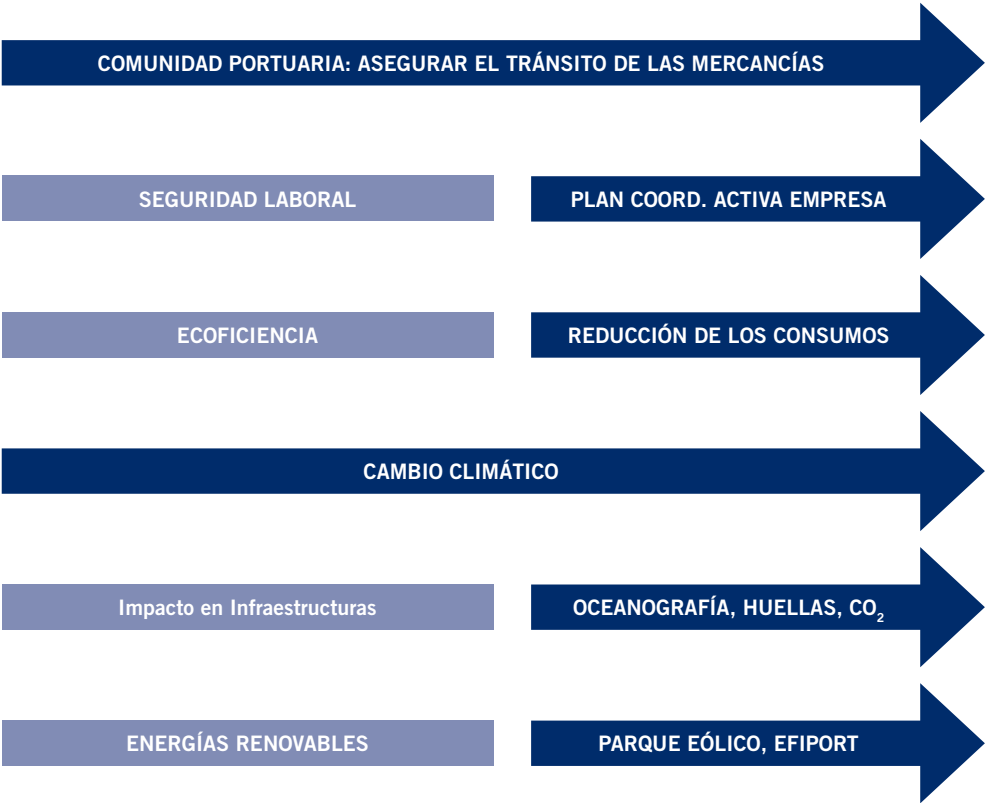 COMUNIDAD PORTUARIA: ASEGURAR EL TRÁNSITO DE LAS MERCANCÍAS
SEGURIDAD LABORAL
PLAN COORD. ACTIVA EMPRESA
ECOFICIENCIA
REDUCCIÓN DE LOS CONSUMOS
CAMBIO CLIMÁTICO
Impacto en Infraestructuras
OCEANOGRAFÍA, HUELLAS, CO₂
ENERGÍAS RENOVABLES
PARQUE EÓLICO, EFIPORT